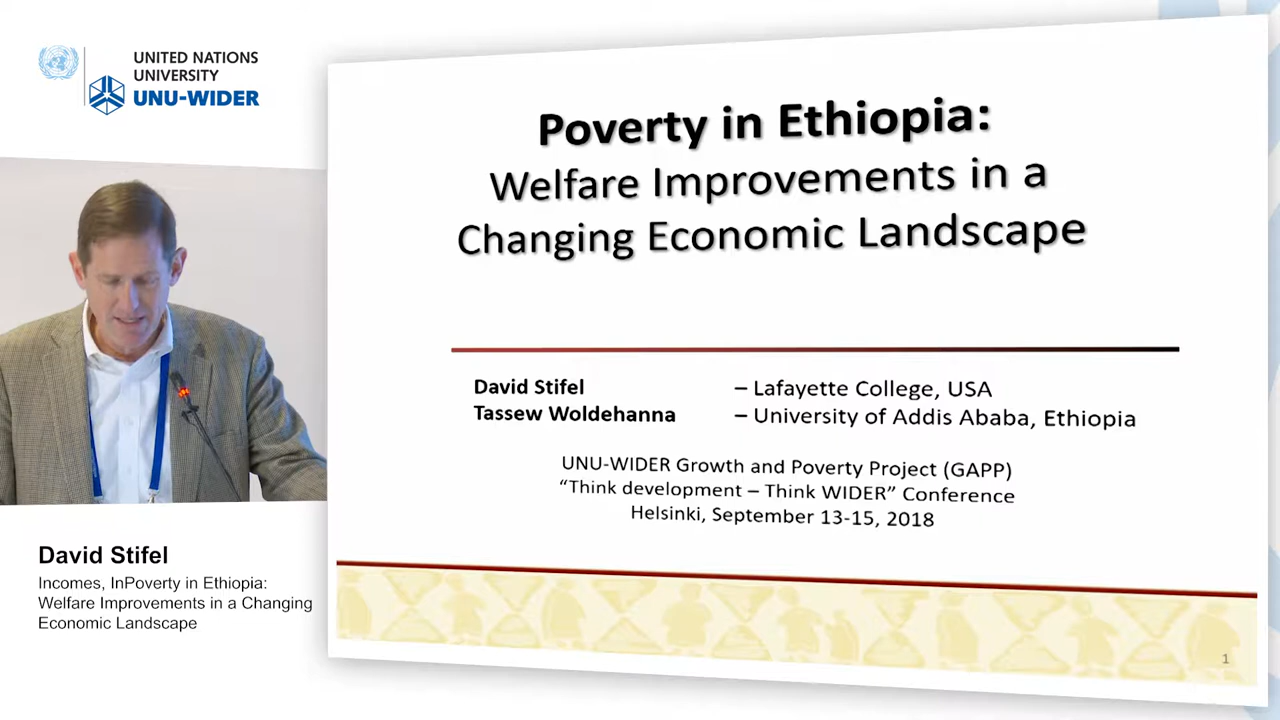 UNITED NATIONS
UNIVERSITY
UNU-WIDER
David Stifel
Incomes, InPoverty in Ethiopia:
Welfare Improvements in a Changing
Economic Landscape
Poverty in Ethiopia:
Welfare Improvements in a
Changing Economic Landscape
David Stifel – Lafayette College, USA
Tassew Woldehanna – University of Addis Ababa, Ethiopia
UNU-WIDER Growth and Poverty Project (GAPP)
“Think development – Think WIDER” Conference
Helsinki, September 13-15, 2018
1